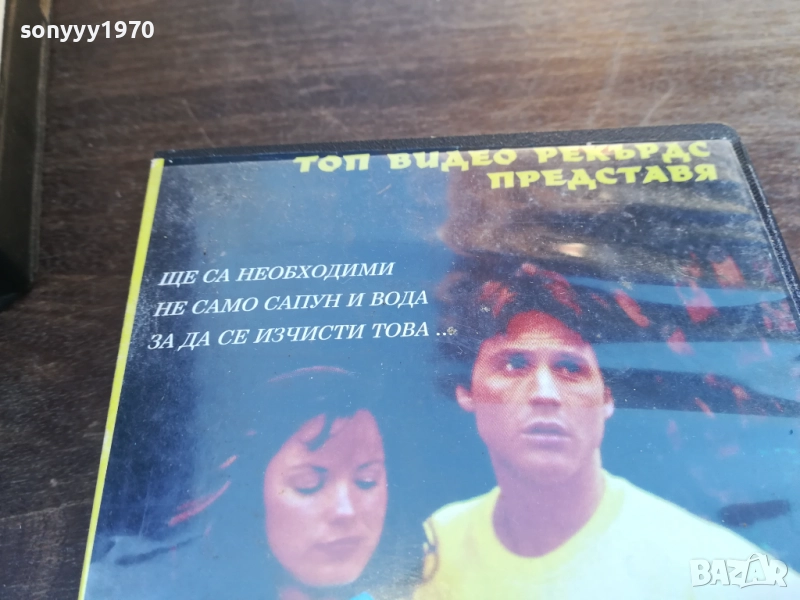 sonyyy1970
ТОП ВИДЕО РЕКЪРДС
ПРЕДСТАВЯ
ЩЕ СА НЕОБХОДИМИ
НЕ САМО САПУН И ВОДА
ЗА ДА СЕ ИЗЧИСТИ ТОВА ...
BAZAR